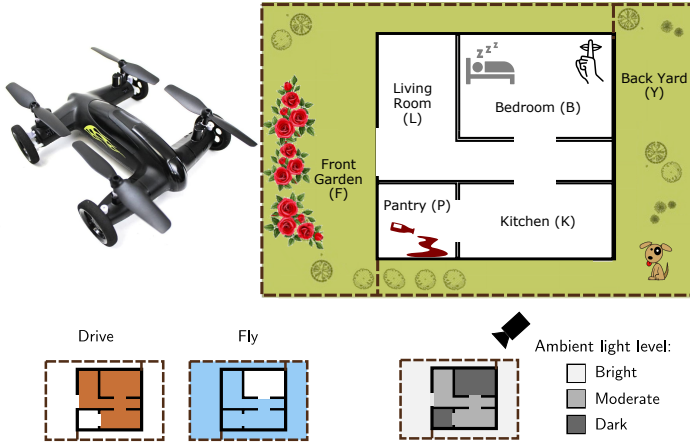 z z z
Living
Room
(L)
Bedroom (B)
Back Yard
(Y)
Front
Garden
(F)
Pantry (P)
Kitchen (K)
Drive
Fly
Ambient light level:
Bright
Moderate
Dark